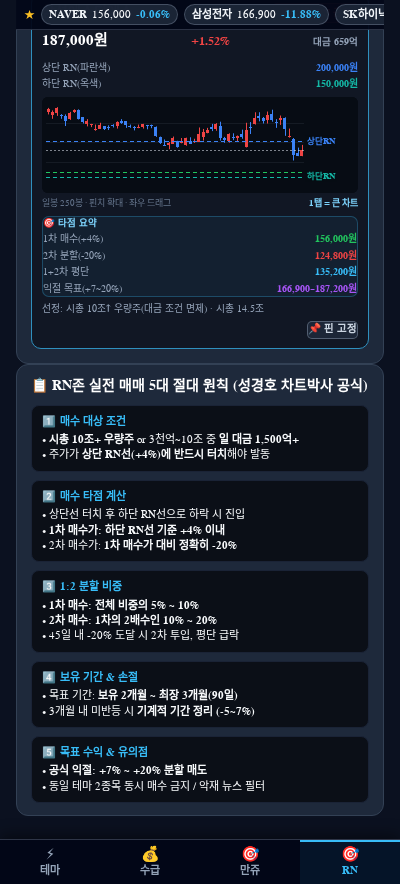 ★ NAVER 156,000 -0.06% 삼성전자 166,900 -11.88% SK하이닉
187,000원 +1.52% 대금 659억
상단 RN(파란색) 200,000원
하단 RN(옥색) 150,000원
상단RN
하단RN
일봉 250봉 · 핀치 확대 · 좌우 드래그 1탭 = 큰 차트
🎯 타점 요약
1차 매수(+4%) 156,000원
2차 분할(-20%) 124,800원
1+2차 평단 135,200원
익절 목표(+7~20%) 166,900~187,200원
선정: 시총 10조↑ 우량주(대금 조건 면제) · 시총 14.5조
📌 핀 고정
📋 RN존 실전 매매 5대 절대 원칙 (성경호 차트박사 공식)
1️⃣ 매수 대상 조건
• 시총 10조+ 우량주 or 3천억~10조 중 일 대금 1,500억+
• 주가가 상단 RN선(+4%)에 반드시 터치해야 발동
2️⃣ 매수 타점 계산
• 상단선 터치 후 하단 RN선으로 하락 시 진입
• 1차 매수가: 하단 RN선 기준 +4% 이내
• 2차 매수가: 1차 매수가 대비 정확히 -20%
3️⃣ 1:2 분할 비중
• 1차 매수: 전체 비중의 5% ~ 10%
• 2차 매수: 1차의 2배수인 10% ~ 20%
• 45일 내 -20% 도달 시 2차 투입, 평단 급락
4️⃣ 보유 기간 & 손절
• 목표 기간: 보유 2개월 ~ 최장 3개월(90일)
• 3개월 내 미반등 시 기계적 기간 정리 (-5~7%)
5️⃣ 목표 수익 & 유의점
• 공식 익절: +7% ~ +20% 분할 매도
• 동일 테마 2종목 동시 매수 금지 / 악재 뉴스 필터
⚡ 💰 🎯 🎯
테마 수급 만쥬 RN